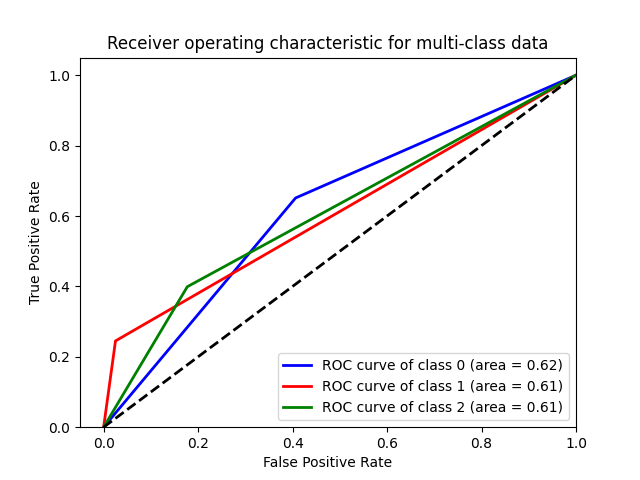 Receiver operating characteristic for multi-class data
True Positive Rate
1.0
0.8
0.6
0.4
0.2
0.0
ROC curve of class 0 (area = 0.62)
ROC curve of class 1 (area = 0.61)
ROC curve of class 2 (area = 0.61)
0.0 0.2 0.4 0.6 0.8 1.0
False Positive Rate